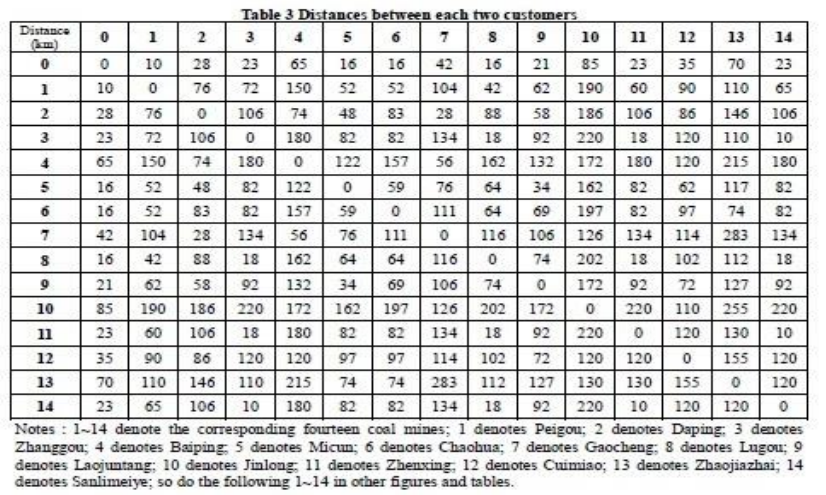 Table 3 Distances between each two customers
Distance (km) 0 1 2 3 4 5 6 7 8 9 10 11 12 13 14
0 0 10 28 23 65 16 16 42 16 21 85 23 35 70 23
1 10 0 76 72 150 52 52 104 42 62 190 60 90 110 65
2 28 76 0 106 74 48 83 28 88 58 186 106 86 146 106
3 23 72 106 0 180 82 82 134 18 92 220 18 120 110 10
4 65 150 74 180 0 122 157 56 162 132 172 180 120 215 180
5 16 52 48 82 122 0 59 76 64 34 162 82 62 117 82
6 16 52 83 82 157 59 0 111 64 69 197 82 97 74 82
7 42 104 28 134 56 76 111 0 116 106 126 134 114 283 134
8 16 42 88 18 162 64 64 116 0 74 202 18 102 112 18
9 21 62 58 92 132 34 69 106 74 0 172 92 72 127 92
10 85 190 186 220 172 162 197 126 202 172 0 220 110 255 220
11 23 60 106 18 180 82 82 134 18 92 220 0 120 130 10
12 35 90 86 120 120 97 97 114 102 72 120 120 0 155 120
13 70 110 146 110 215 74 74 283 112 127 130 130 155 0 120
14 23 65 106 10 180 82 82 134 18 92 220 10 120 120 0
Notes : 1~14 denote the corresponding fourteen coal mines; 1 denotes Peigou; 2 denotes Daping; 3 denotes
Zhanggou; 4 denotes Baiping; 5 denotes Micun; 6 denotes Chaohua; 7 denotes Gaocheng; 8 denotes Lugou; 9
denotes Laojuntang; 10 denotes Jinlong; 11 denotes Zhenxing; 12 denotes Cuimiao; 13 denotes Zhaojiazhai; 14
denotes Sanlimeiye; so do the following 1~14 in other figures and tables.